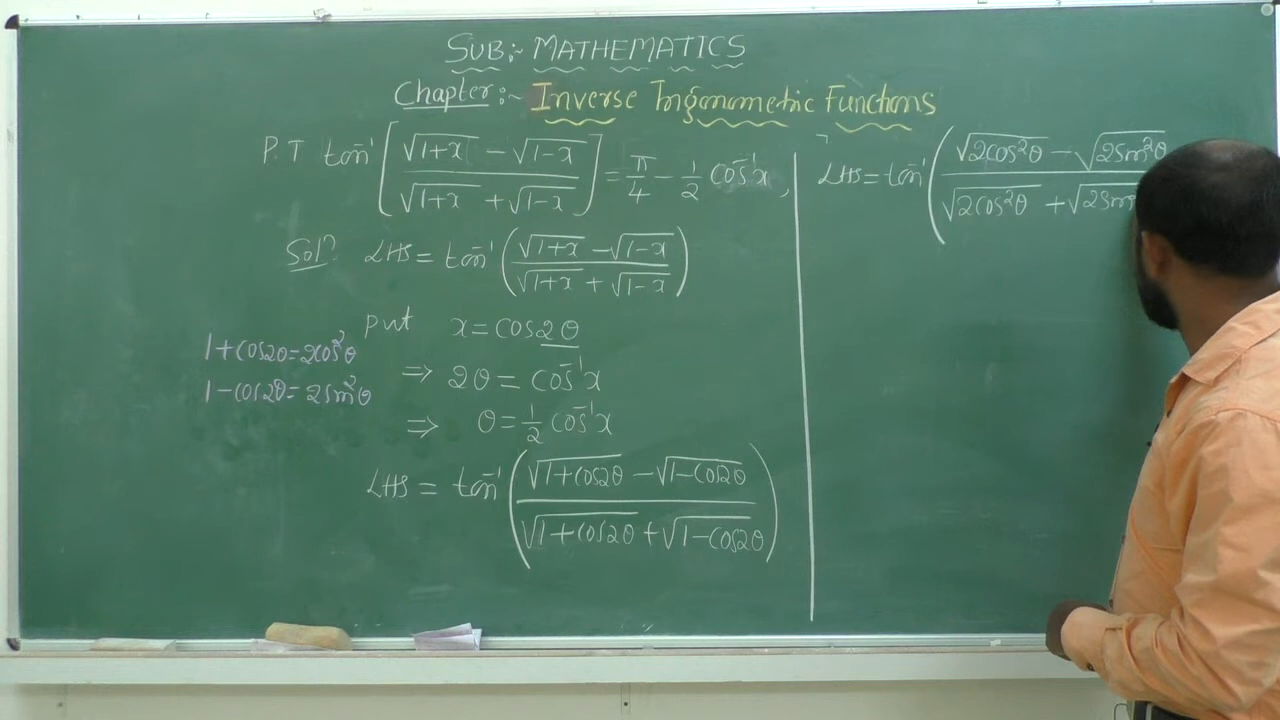 SUB:~ MATHEMATICS
Chapter:~ Inverse Trigonometric Functions
P.T tan⁻¹[(√(1+x) − √(1−x))/(√(1+x) + √(1−x))] = π/4 − 1/2 cos⁻¹x,
Solⁿ: LHS = tan⁻¹((√(1+x) − √(1−x))/(√(1+x) + √(1−x)))
put x = cos2θ
⇒ 2θ = cos⁻¹x
⇒ θ = 1/2 cos⁻¹x
1+cos2θ=2cos²θ
1−cos2θ=2sin²θ
LHS = tan⁻¹((√(1+cos2θ) − √(1−cos2θ))/(√(1+cos2θ) + √(1−cos2θ)))
LHS = tan⁻¹((√(2cos²θ) − √(2sin²θ))/(√(2cos²θ) + √(2sin